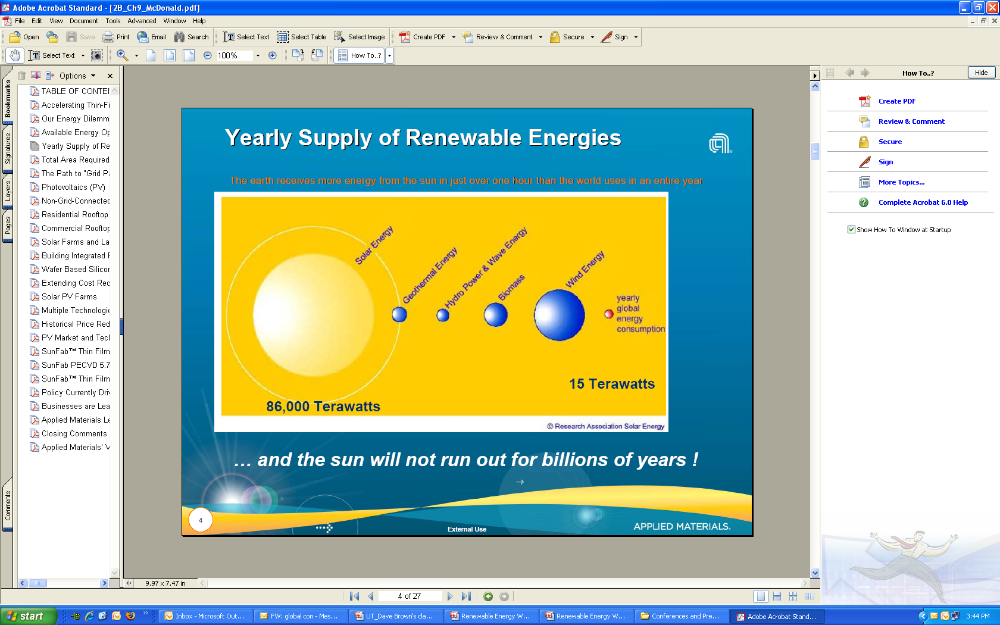 Adobe Acrobat Standard - [2B_Ch9_McDonald.pdf]
File Edit View Document Tools Advanced Window Help
Open Save Print Email Search Select Text Select Table Select Image Create PDF Review & Comment Secure Sign
Select Text 100% How To..?
Bookmarks
Signatures
Layers
Pages
Comments
Options
TABLE OF CONTEN
Accelerating Thin-Fi
Our Energy Dilemm
Available Energy Op
Yearly Supply of Re
Total Area Required
The Path to "Grid Pa
Photovoltaics (PV)
Non-Grid-Connected
Residential Rooftop
Commercial Rooftop
Solar Farms and La
Building Integrated P
Wafer Based Silicon
Extending Cost Red
Solar PV Farms
Multiple Technologie
Historical Price Red
PV Market and Tech
SunFab™ Thin Film
SunFab PECVD 5.7
SunFab™ Thin Film
Policy Currently Driv
Businesses are Lea
Applied Materials Le
Closing Comments
Applied Materials' V
Yearly Supply of Renewable Energies
The earth receives more energy from the sun in just over one hour than the world uses in an entire year
Solar Energy
Geothermal Energy
Hydro Power & Wave Energy
Biomass
Wind Energy
yearly
global
energy
consumption
15 Terawatts
86,000 Terawatts
© Research Association Solar Energy
... and the sun will not run out for billions of years !
4
External Use
APPLIED MATERIALS®
How To..?
Hide
Create PDF
Review & Comment
Secure
Sign
More Topics...
Complete Acrobat 6.0 Help
Show How To Window at Startup
9.97 x 7.47 in
4 of 27
start
Inbox - Microsoft Out...
FW: global con - Mes...
UT_Dave Brown's cla...
Renewable Energy W...
Renewable Energy W...
Conferences and Pre...
Adobe Acrobat Stand...
3:44 PM